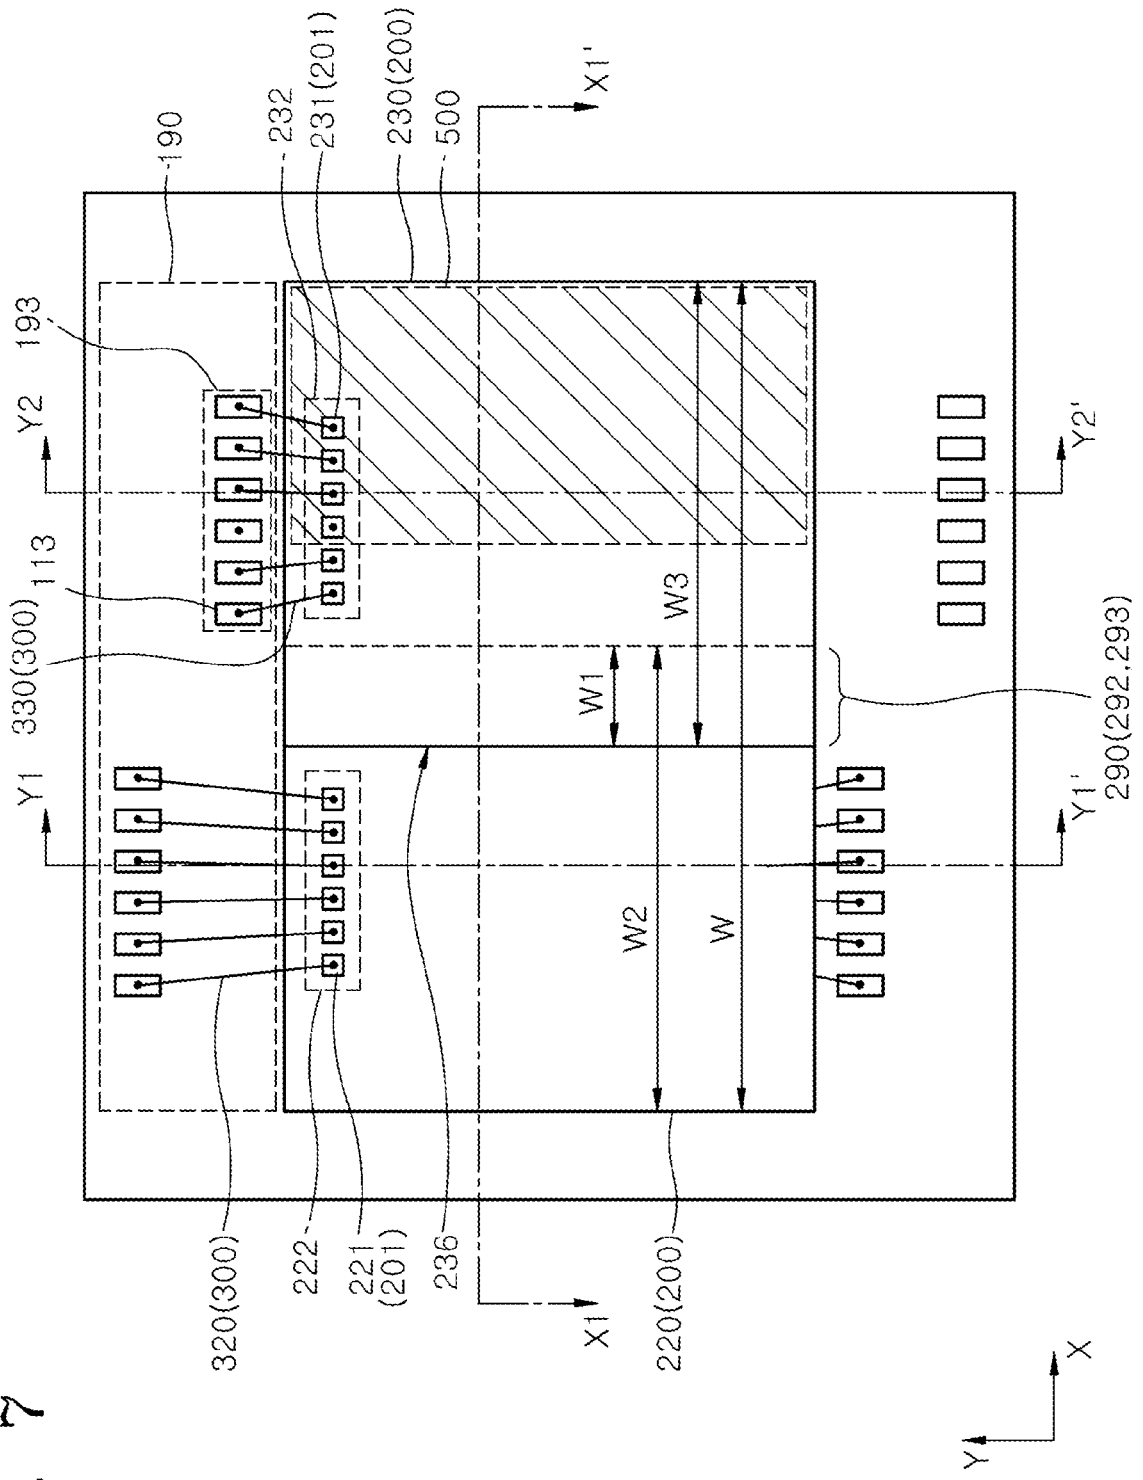 7
Y1
330(300)
113
Y2
193
190
232
231(201)
230(200)
500
X1'
W1
W3
W2
W
320(300)
222
221
(201)
236
X1
220(200)
Y1'
290(292,293)
Y2'
Y
X